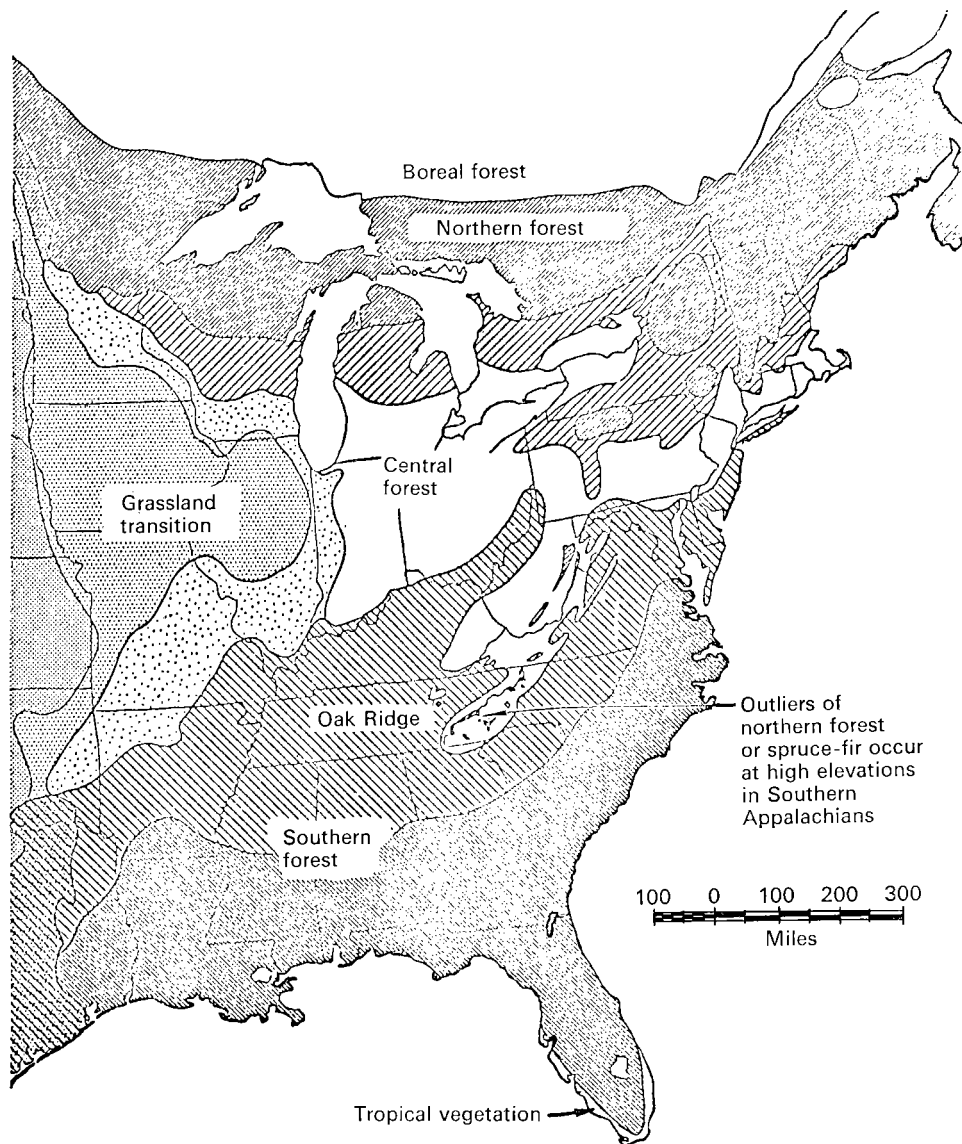 Boreal forest
Northern forest
Central
forest
Grassland
transition
Oak Ridge
Outliers of
northern forest
or spruce-fir occur
at high elevations
in Southern
Appalachians
Southern
forest
100 0 100 200 300
Miles
Tropical vegetation